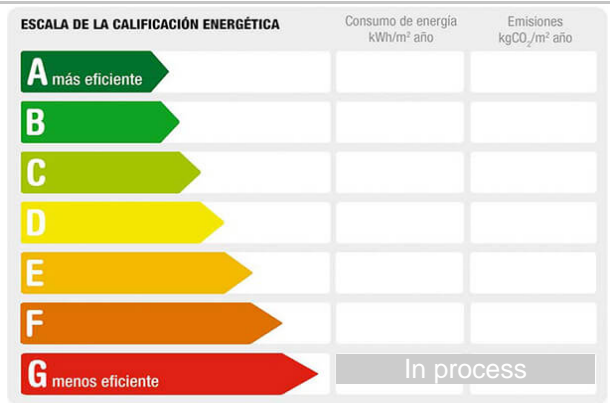 ESCALA DE LA CALIFICACIÓN ENERGÉTICA
Consumo de energía
kWh/m² año
Emisiones
kgCO₂/m² año
A más eficiente
B
C
D
E
F
G menos eficiente
In process